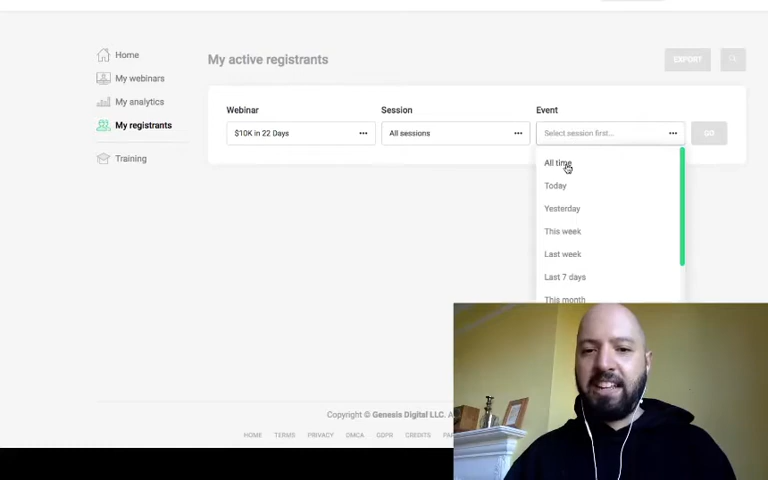 Home
My webinars
My analytics
My registrants
Training
My active registrants
EXPORT
Webinar
Session
Event
$10K in 22 Days
All sessions
Select session first...
GO
All time
Today
Yesterday
This week
Last week
Last 7 days
This month
Copyright © Genesis Digital LLC. A
HOME TERMS PRIVACY DMCA GDPR CREDITS